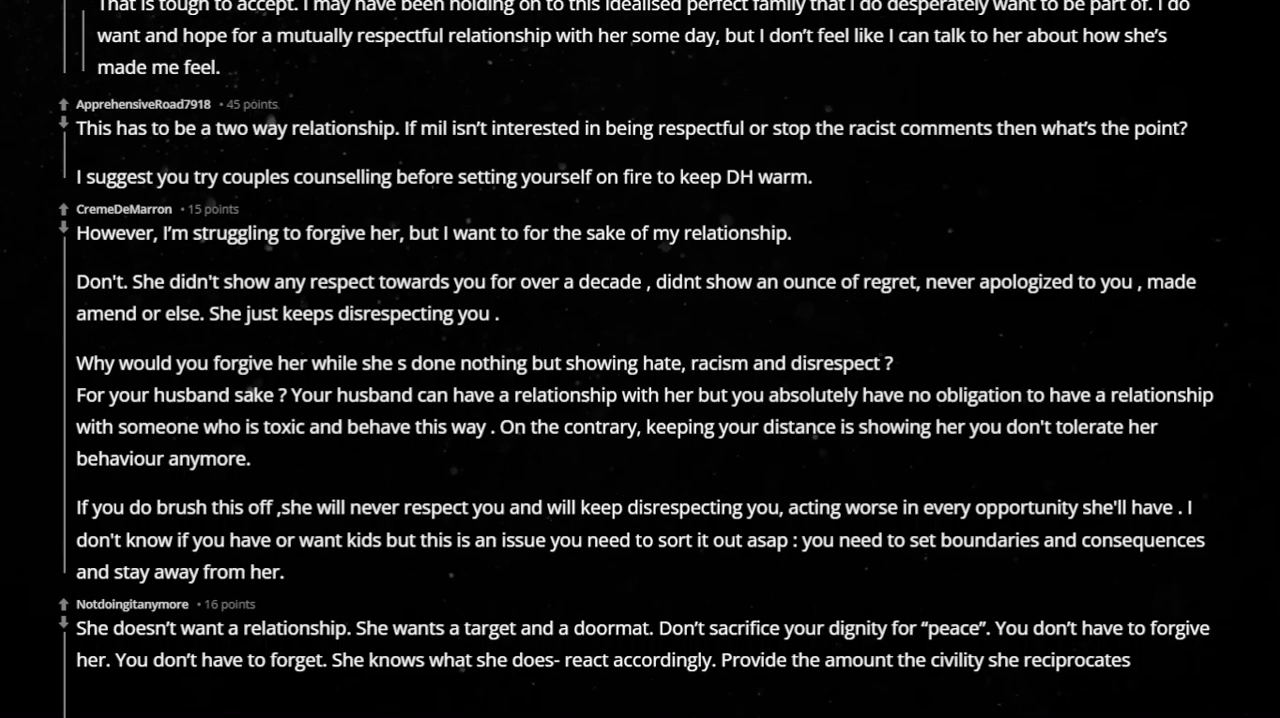 That is tough to accept. I may have been holding on to this idealised perfect family that I do desperately want to be part of. I do
want and hope for a mutually respectful relationship with her some day, but I don’t feel like I can talk to her about how she’s
made me feel.
ApprehensiveRoad7918 • 45 points
This has to be a two way relationship. If mil isn’t interested in being respectful or stop the racist comments then what’s the point?
I suggest you try couples counselling before setting yourself on fire to keep DH warm.
CremeDeMarron • 15 points
However, I’m struggling to forgive her, but I want to for the sake of my relationship.
Don't. She didn't show any respect towards you for over a decade , didnt show an ounce of regret, never apologized to you , made
amend or else. She just keeps disrespecting you .
Why would you forgive her while she s done nothing but showing hate, racism and disrespect ?
For your husband sake ? Your husband can have a relationship with her but you absolutely have no obligation to have a relationship
with someone who is toxic and behave this way . On the contrary, keeping your distance is showing her you don't tolerate her
behaviour anymore.
If you do brush this off ,she will never respect you and will keep disrespecting you, acting worse in every opportunity she'll have . I
don't know if you have or want kids but this is an issue you need to sort it out asap : you need to set boundaries and consequences
and stay away from her.
Notdoingitanymore • 16 points
She doesn’t want a relationship. She wants a target and a doormat. Don’t sacrifice your dignity for “peace”. You don’t have to forgive
her. You don’t have to forget. She knows what she does- react accordingly. Provide the amount the civility she reciprocates